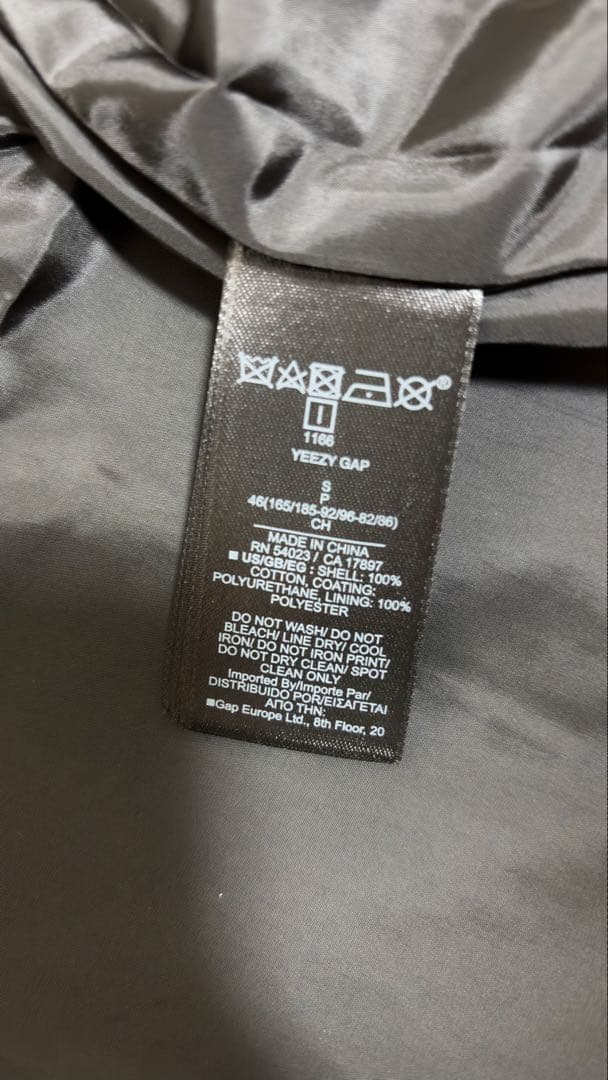 ®
1166
YEEZY GAP
S
P
46(165/185-92/96-82/86)
CH
MADE IN CHINA
RN 54023 / CA 17897
■ US/GB/EG : SHELL: 100%
COTTON, COATING:
POLYURETHANE, LINING: 100%
POLYESTER
DO NOT WASH/ DO NOT
BLEACH/ LINE DRY/ COOL
IRON/ DO NOT IRON PRINT/
DO NOT DRY CLEAN/ SPOT
CLEAN ONLY
Imported By/Importe Par/
DISTRIBUIDO POR/ΕΙΣΑΓΕΤΑΙ
ΑΠΟ ΤΗΝ:
■Gap Europe Ltd., 8th Floor, 20